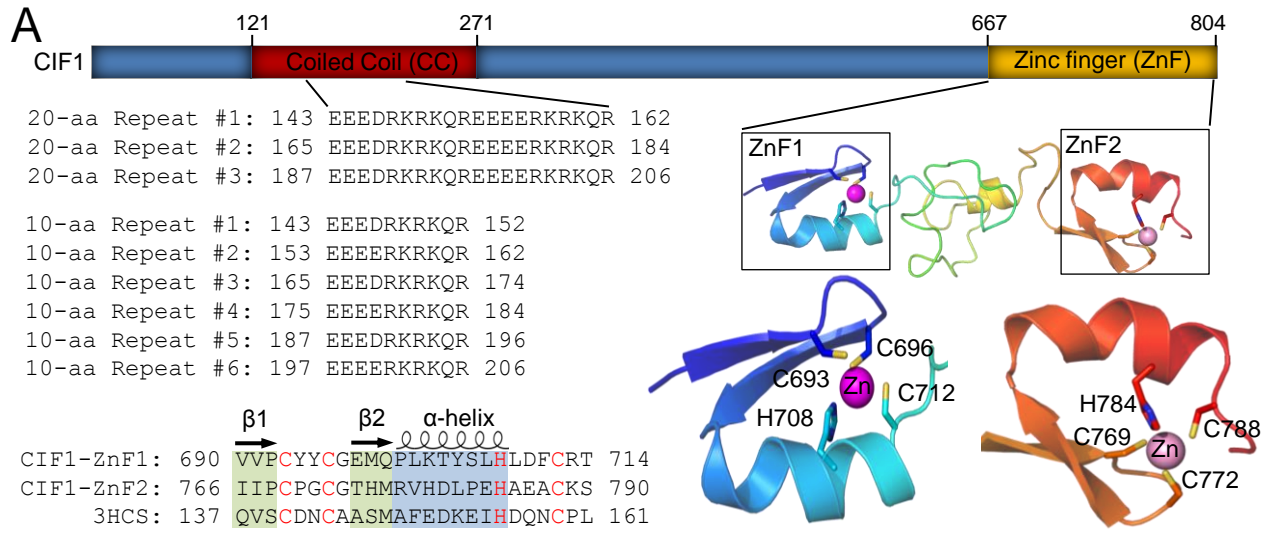 A
121 271 667 804
CIF1 Coiled Coil (CC) Zinc finger (ZnF)
20-aa Repeat #1: 143 EEEDRKRKQREEEERKRKQR 162
20-aa Repeat #2: 165 EEEDRKRKQREEEERKRKQR 184
20-aa Repeat #3: 187 EEEDRKRKQREEEERKRKQR 206
10-aa Repeat #1: 143 EEEDRKRKQR 152
10-aa Repeat #2: 153 EEEERKRKQR 162
10-aa Repeat #3: 165 EEEDRKRKQR 174
10-aa Repeat #4: 175 EEEERKRKQR 184
10-aa Repeat #5: 187 EEEDRKRKQR 196
10-aa Repeat #6: 197 EEEERKRKQR 206
β1 β2 α-helix
CIF1-ZnF1: 690 VVPCYYCGEMQPLKTYSLHLDFCRT 714
CIF1-ZnF2: 766 IIPCPGCGTHMRVHDLPEHAEACKS 790
3HCS: 137 QVSCDNCAASMAFEDKEIHDQNCPL 161
ZnF1
ZnF2
C696
C693
Zn
C712
H708
H784
C788
C769
Zn
C772